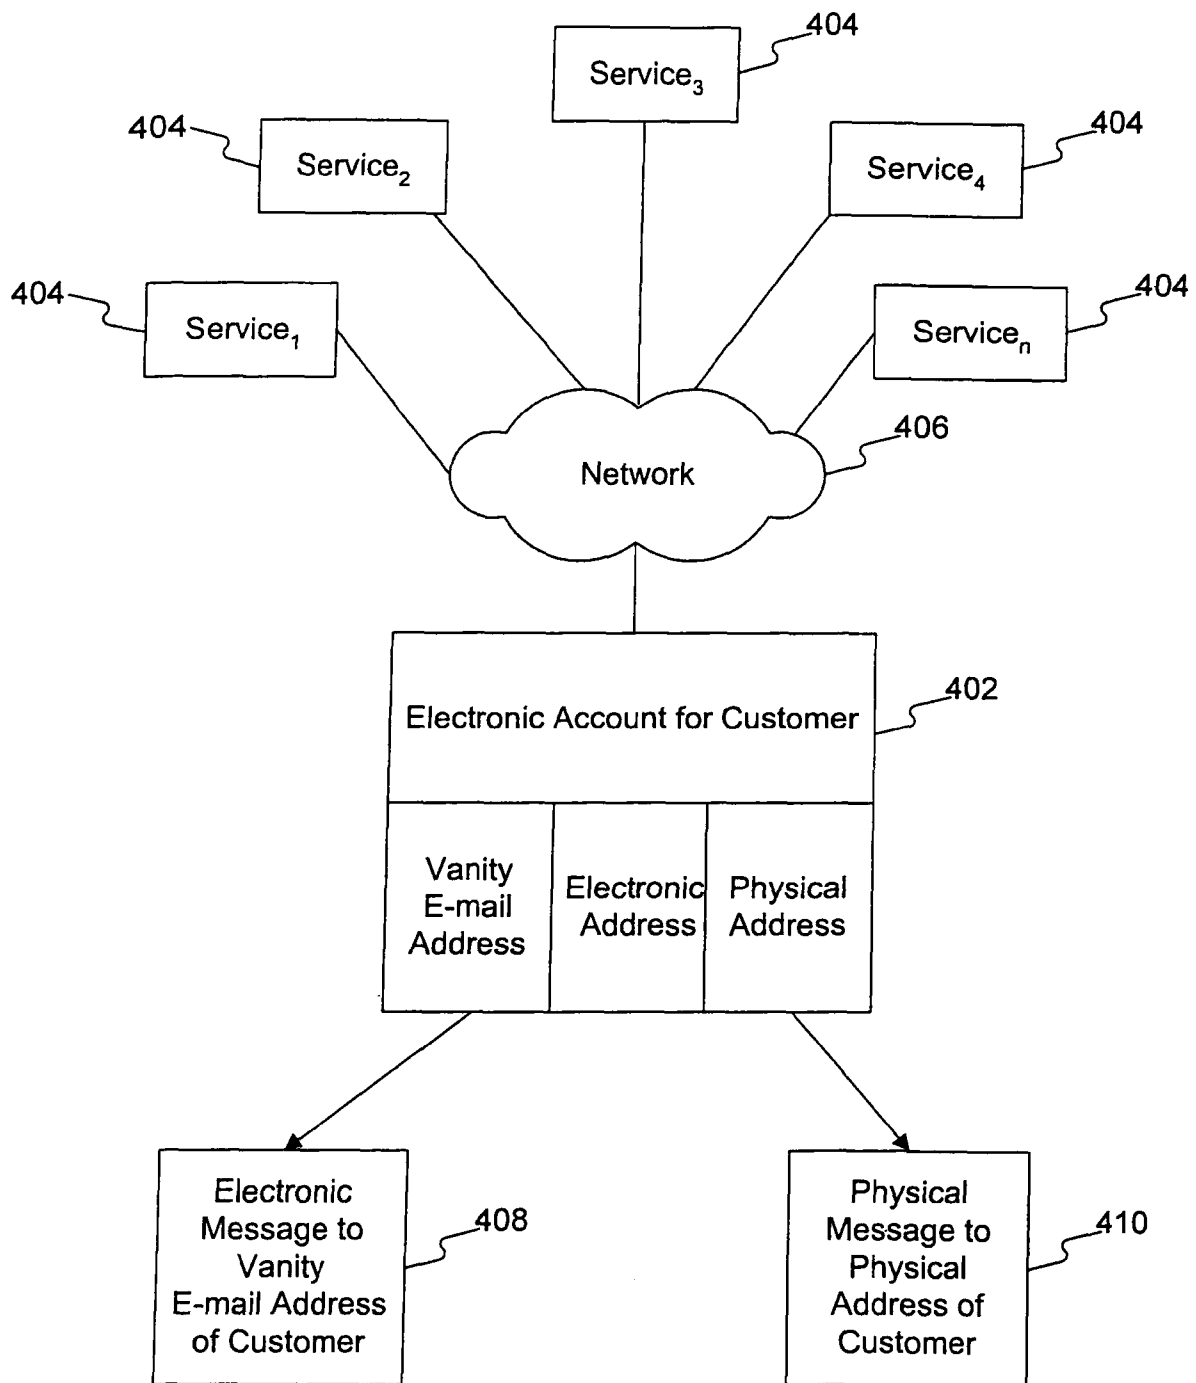 404
Service3
404
Service2
404
Service4
404
Service1
404
Servicen
406
Network
402
Electronic Account for Customer
Vanity
E-mail
Address
Electronic
Address
Physical
Address
Electronic
Message to
Vanity
E-mail Address
of Customer
408
Physical
Message to
Physical
Address of
Customer
410